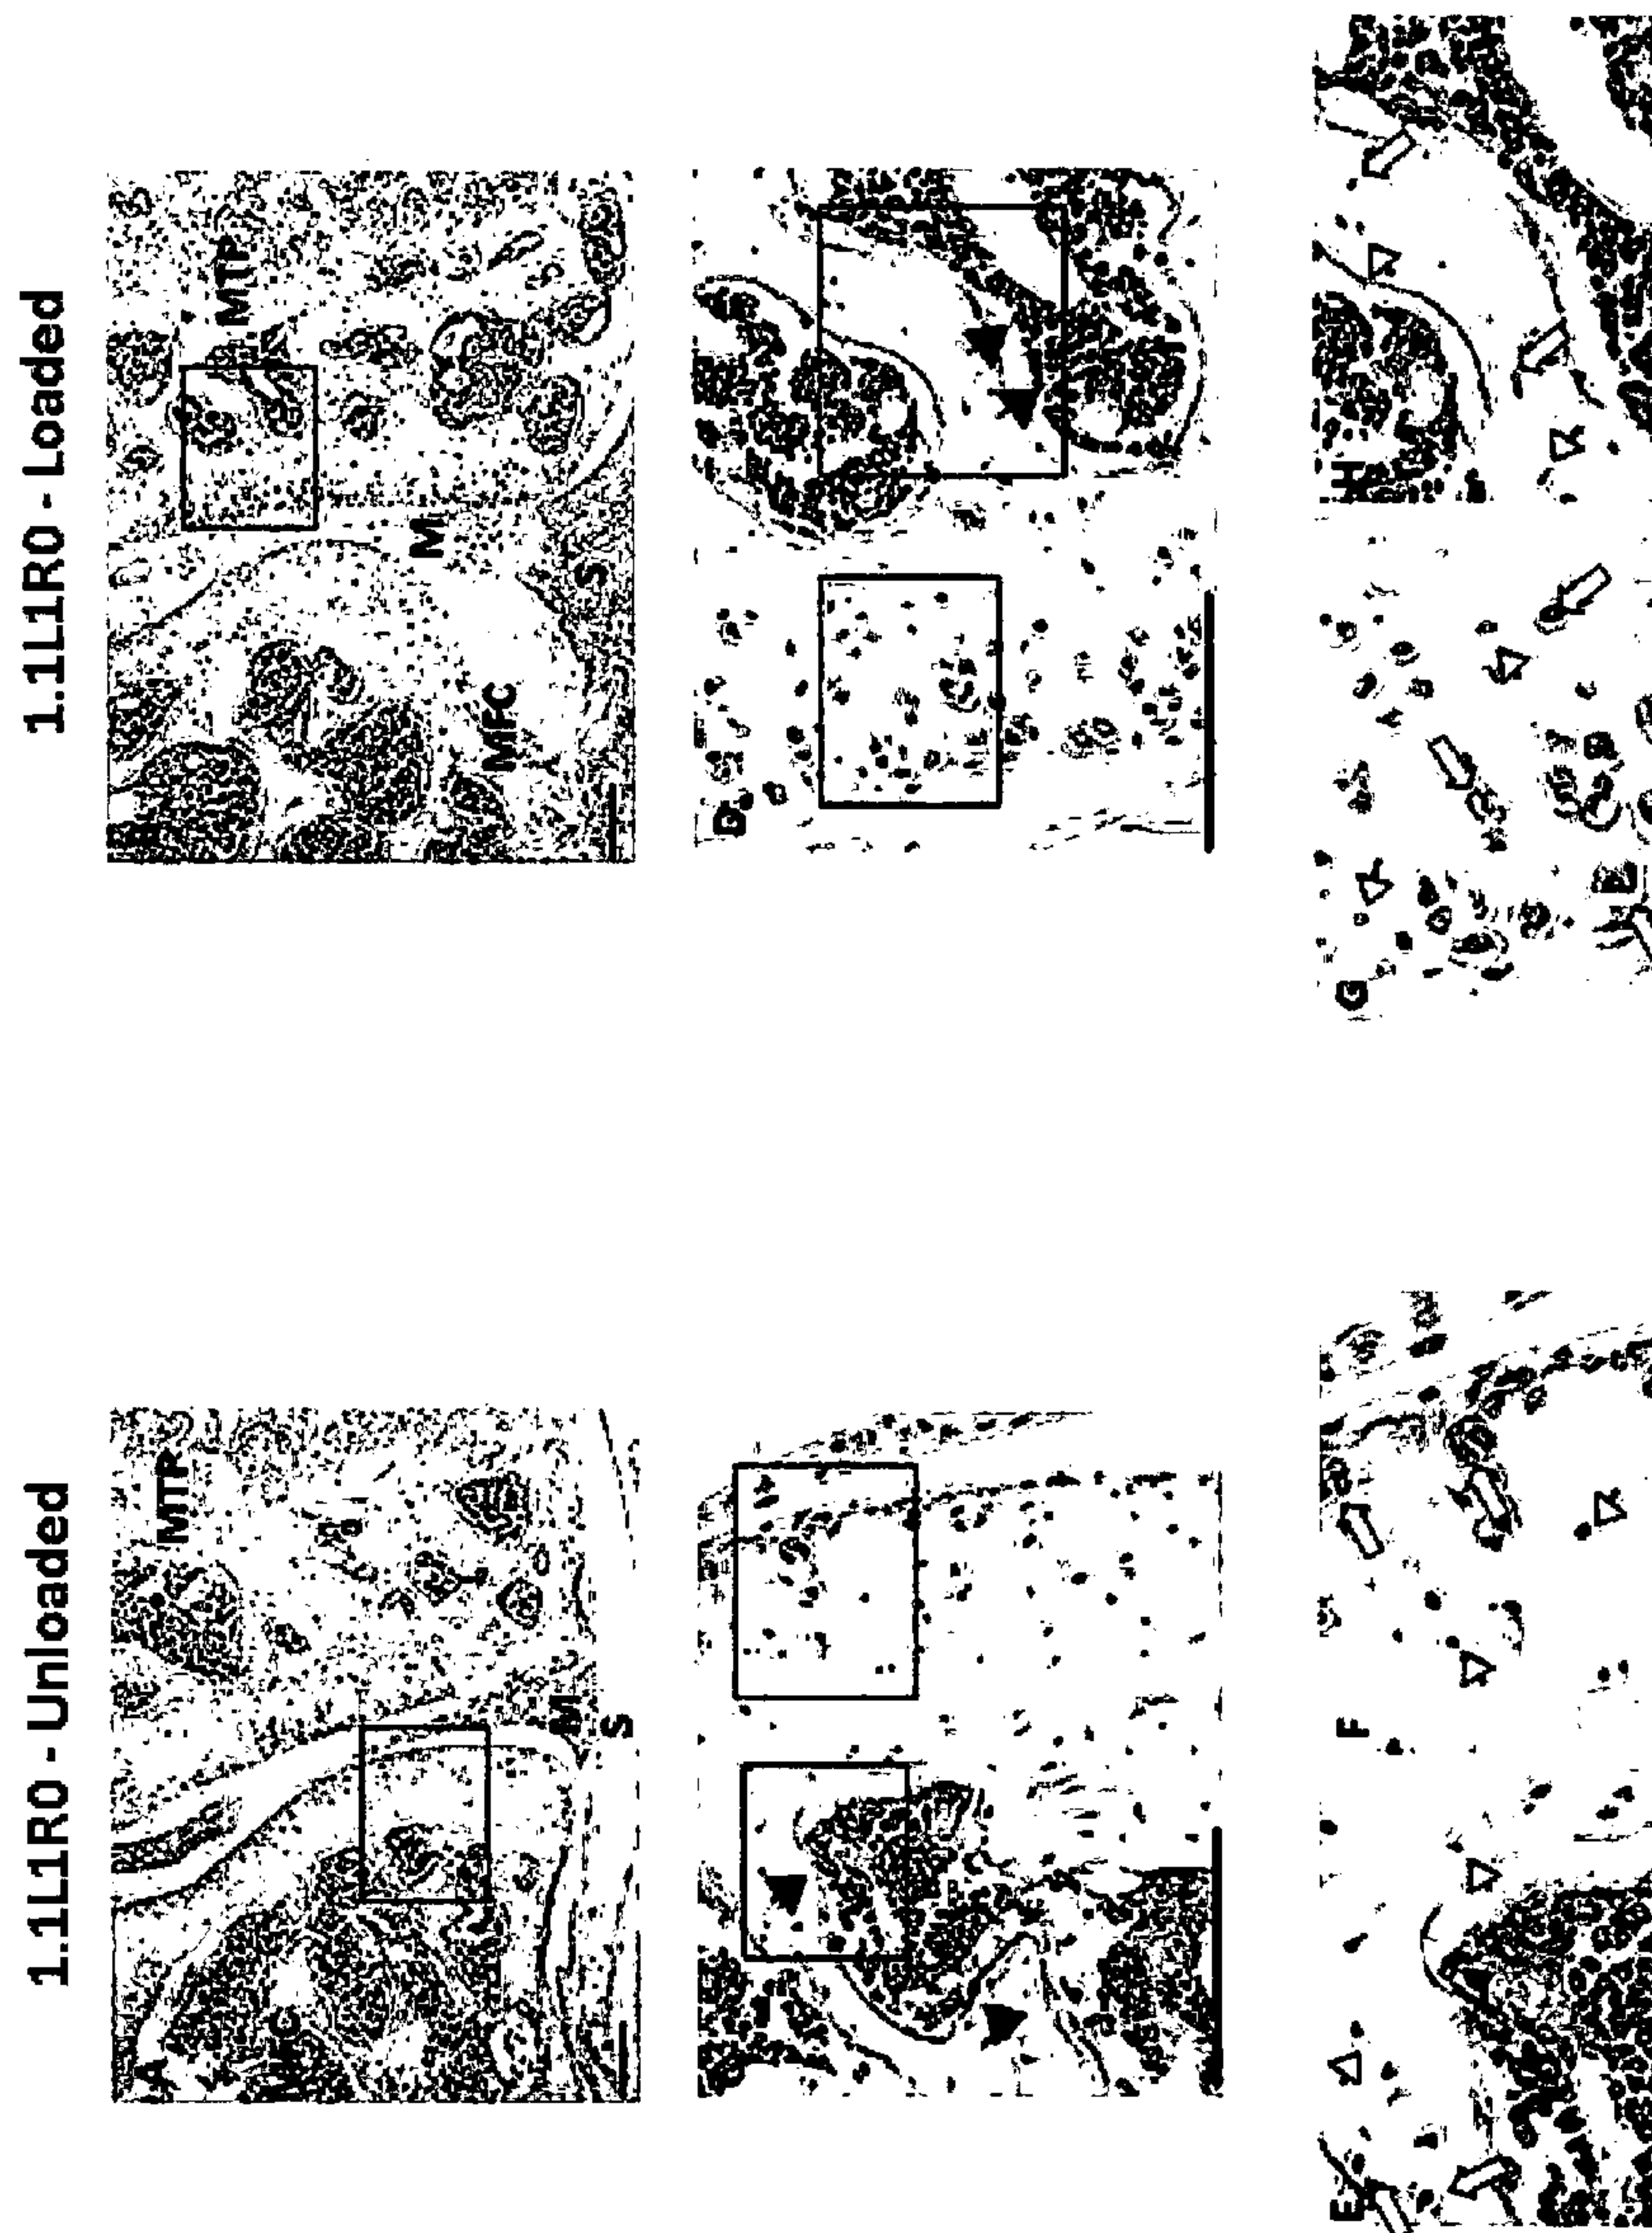 1.1L1R0 - Unloaded
1.1L1R0 - Loaded
A
MTP
M
S
B
MTP
M
MFC
S
D
E
F
G
H